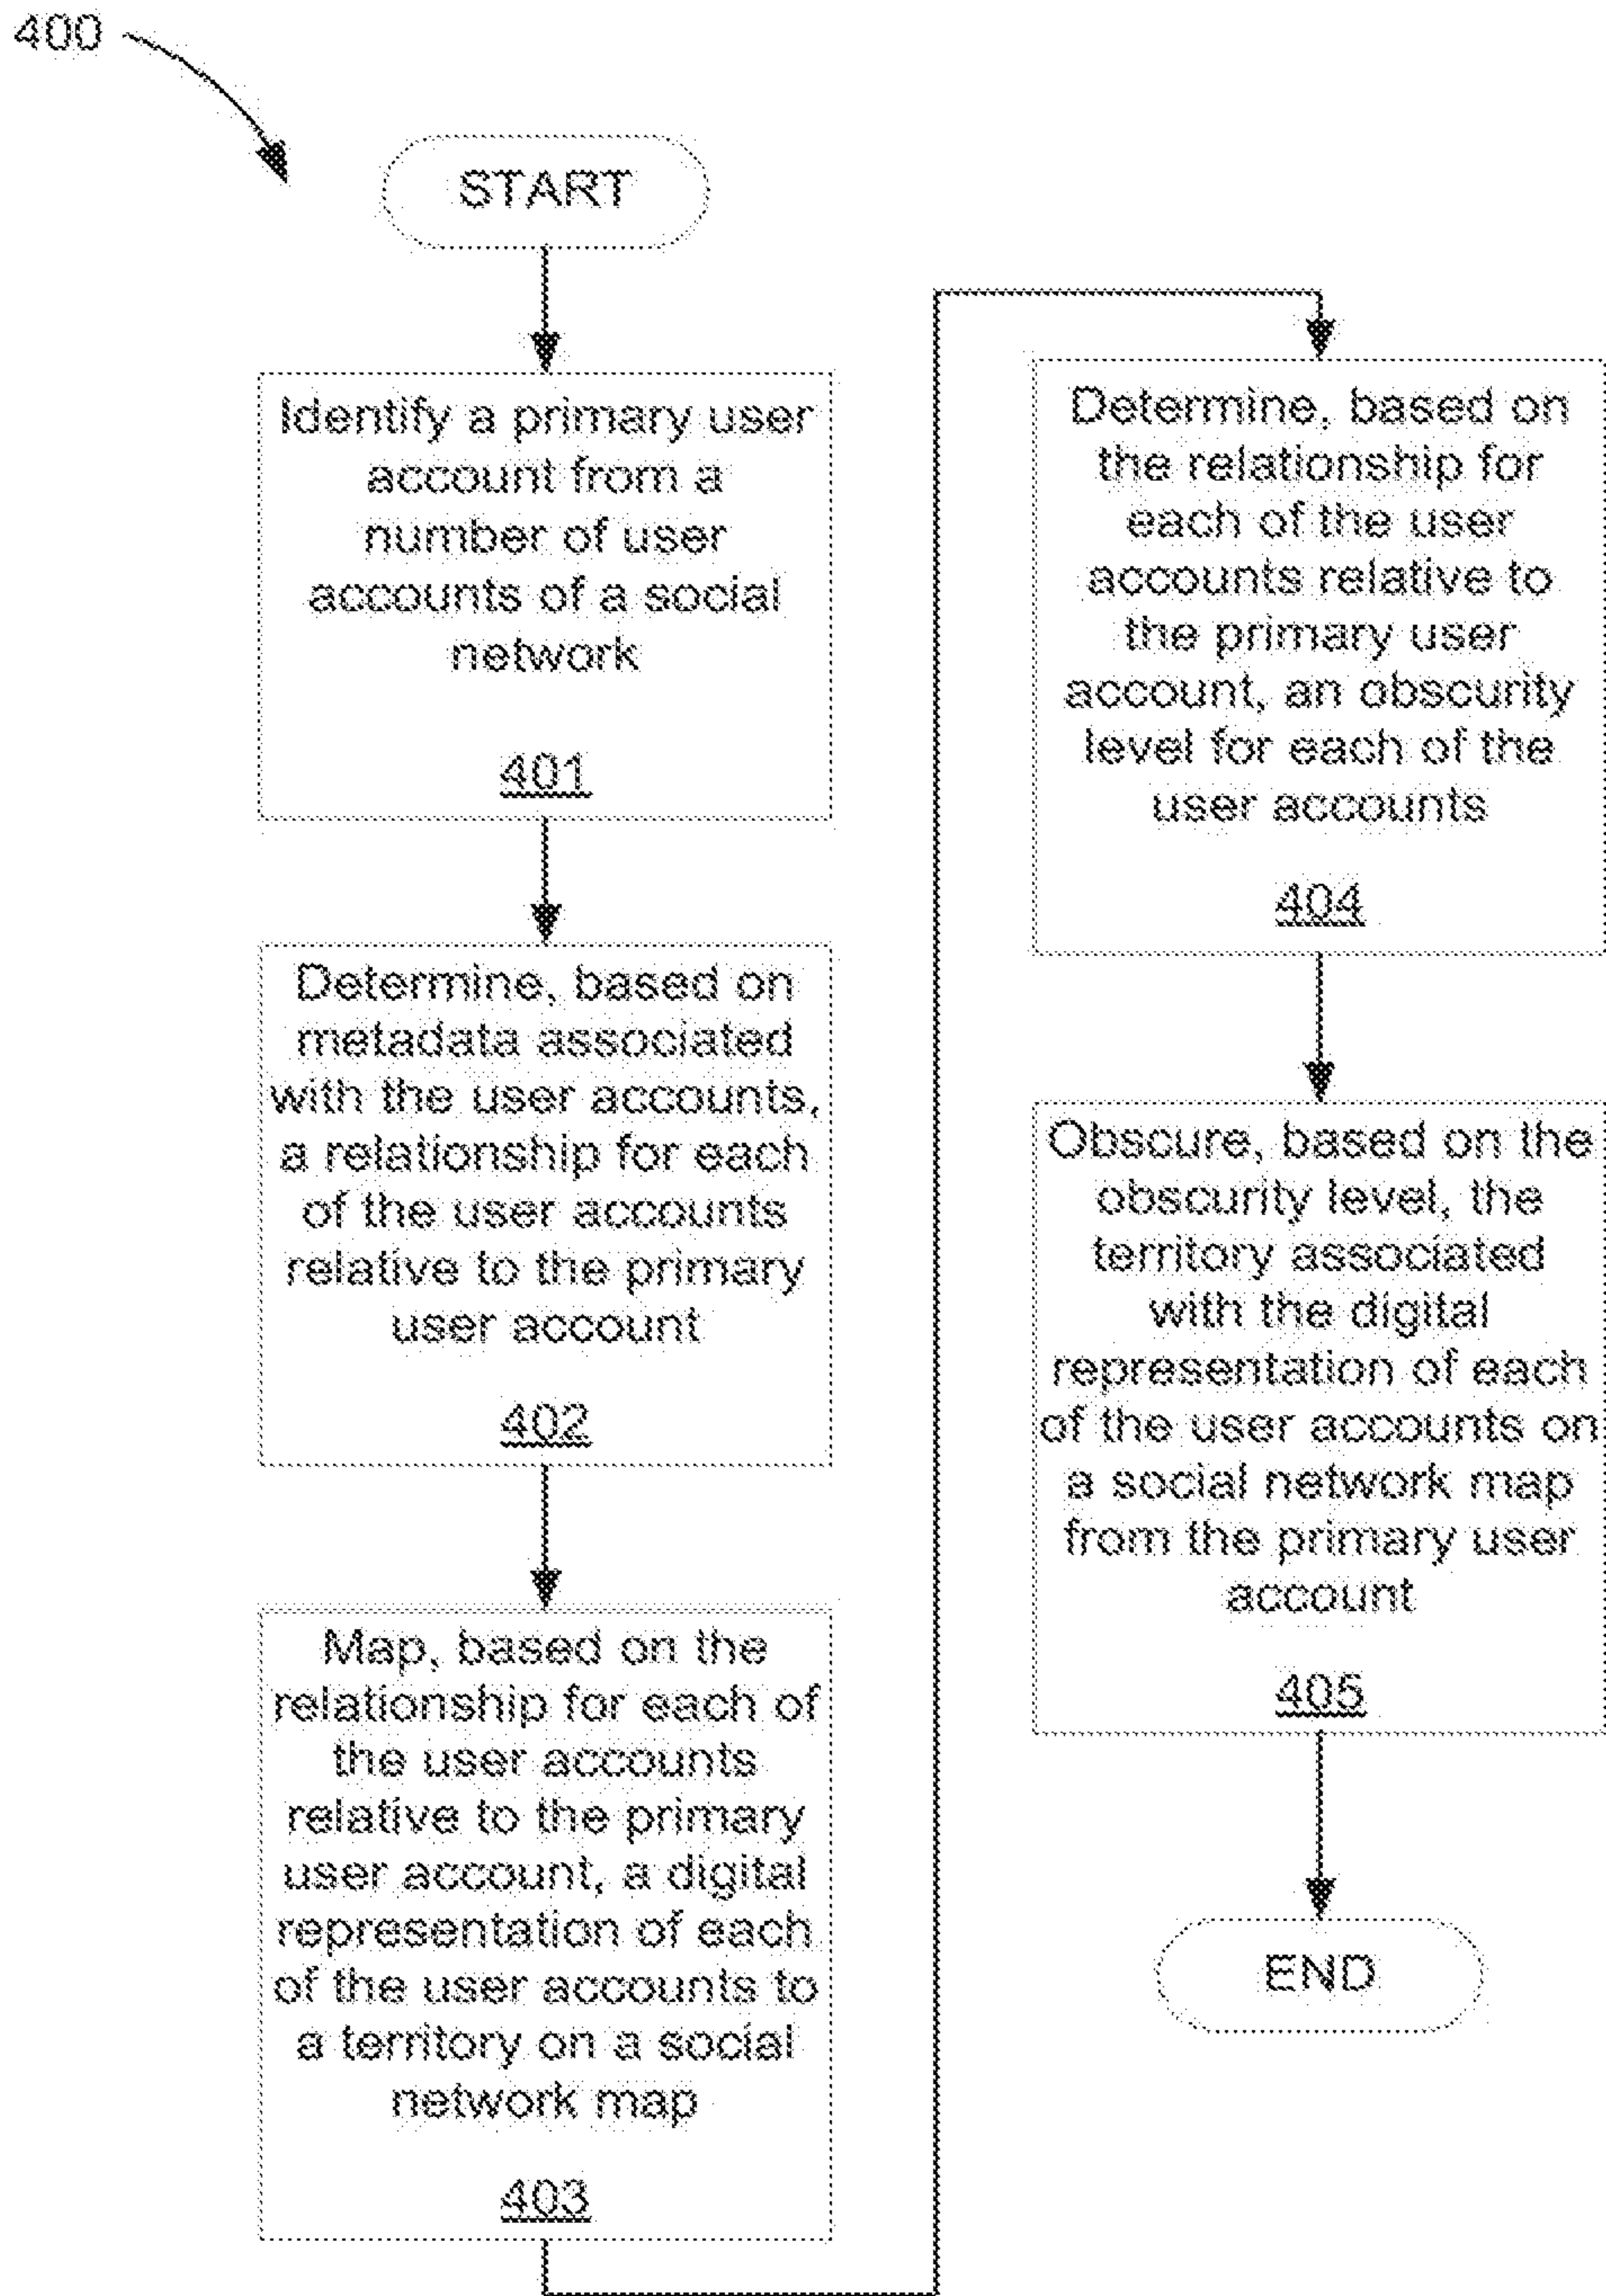 400
START
Identify a primary user
account from a
number of user
accounts of a social
network
401
Determine, based on
metadata associated
with the user accounts,
a relationship for each
of the user accounts
relative to the primary
user account
402
Map, based on the
relationship for each of
the user accounts
relative to the primary
user account, a digital
representation of each
of the user accounts to
a territory on a social
network map
403
Determine, based on
the relationship for
each of the user
accounts relative to
the primary user
account, an obscurity
level for each of the
user accounts
404
Obscure, based on the
obscurity level, the
territory associated
with the digital
representation of each
of the user accounts on
a social network map
from the primary user
account
405
END